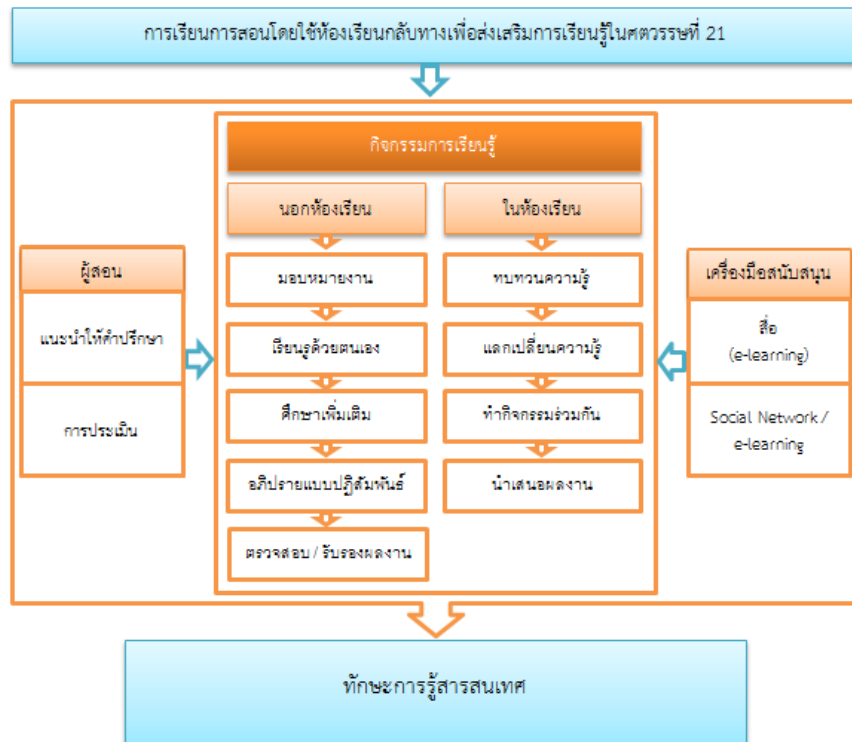 การเรียนการสอนโดยใช้ห้องเรียนกลับทางเพื่อส่งเสริมการเรียนรู้ในศตวรรษที่ 21
กิจกรรมการเรียนรู้
นอกห้องเรียน
ในห้องเรียน
ผู้สอน
แนะนำให้คำปรึกษา
การประเมิน
มอบหมายงาน
เรียนรู้ด้วยตนเอง
ศึกษาเพิ่มเติม
อภิปรายแบบปฏิสัมพันธ์
ตรวจสอบ / รับรองผลงาน
ทบทวนความรู้
แลกเปลี่ยนความรู้
ทำกิจกรรมร่วมกัน
นำเสนอผลงาน
เครื่องมือสนับสนุน
สื่อ
(e-learning)
Social Network /
e-learning
ทักษะการรู้สารสนเทศ